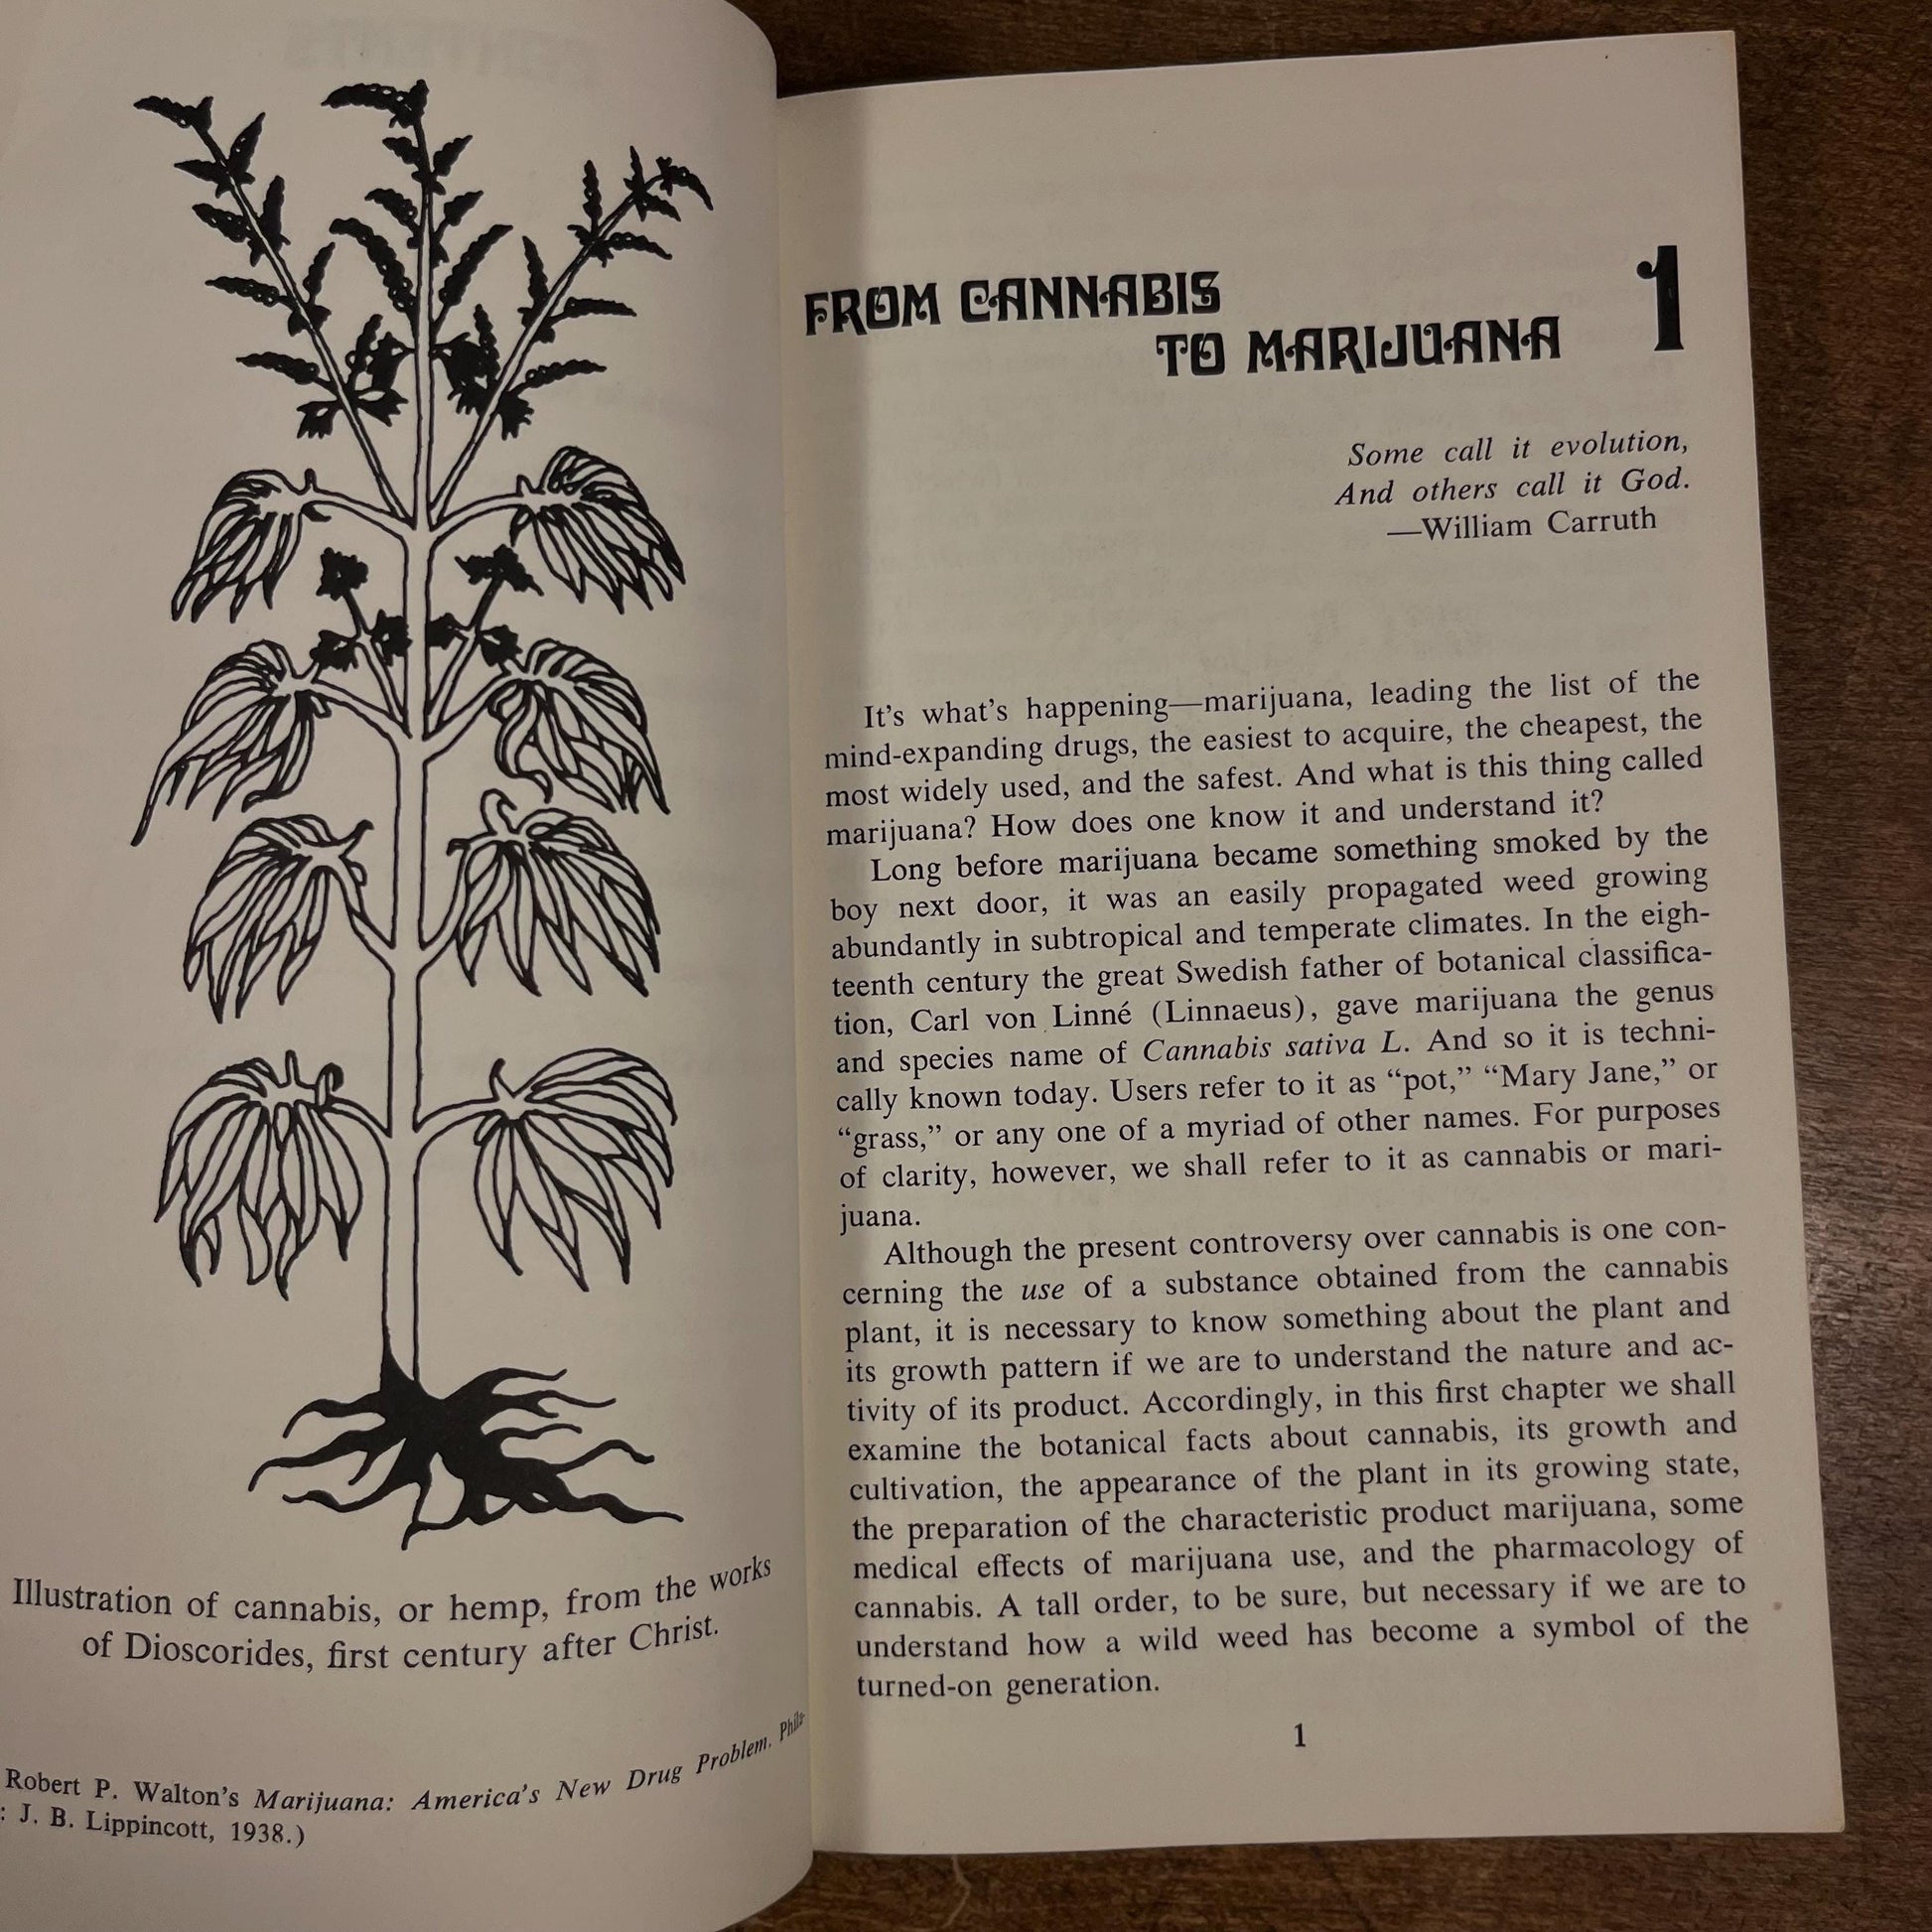 Illustration of cannabis, or hemp, from the works
of Dioscorides, first century after Christ.
Robert P. Walton's Marijuana: America's New Drug Problem. Phila-
: J. B. Lippincott, 1938.)
FROM CANNABIS
TO MARIJUANA
1
Some call it evolution,
And others call it God.
—William Carruth
It's what's happening—marijuana, leading the list of the
mind-expanding drugs, the easiest to acquire, the cheapest, the
most widely used, and the safest. And what is this thing called
marijuana? How does one know it and understand it?
Long before marijuana became something smoked by the
boy next door, it was an easily propagated weed growing
abundantly in subtropical and temperate climates. In the eigh-
teenth century the great Swedish father of botanical classifica-
tion, Carl von Linné (Linnaeus), gave marijuana the genus
and species name of Cannabis sativa L. And so it is techni-
cally known today. Users refer to it as “pot,” “Mary Jane,” or
“grass,” or any one of a myriad of other names. For purposes
of clarity, however, we shall refer to it as cannabis or mari-
juana.
Although the present controversy over cannabis is one con-
cerning the use of a substance obtained from the cannabis
plant, it is necessary to know something about the plant and
its growth pattern if we are to understand the nature and ac-
tivity of its product. Accordingly, in this first chapter we shall
examine the botanical facts about cannabis, its growth and
cultivation, the appearance of the plant in its growing state,
the preparation of the characteristic product marijuana, some
medical effects of marijuana use, and the pharmacology of
cannabis. A tall order, to be sure, but necessary if we are to
understand how a wild weed has become a symbol of the
turned-on generation.
1